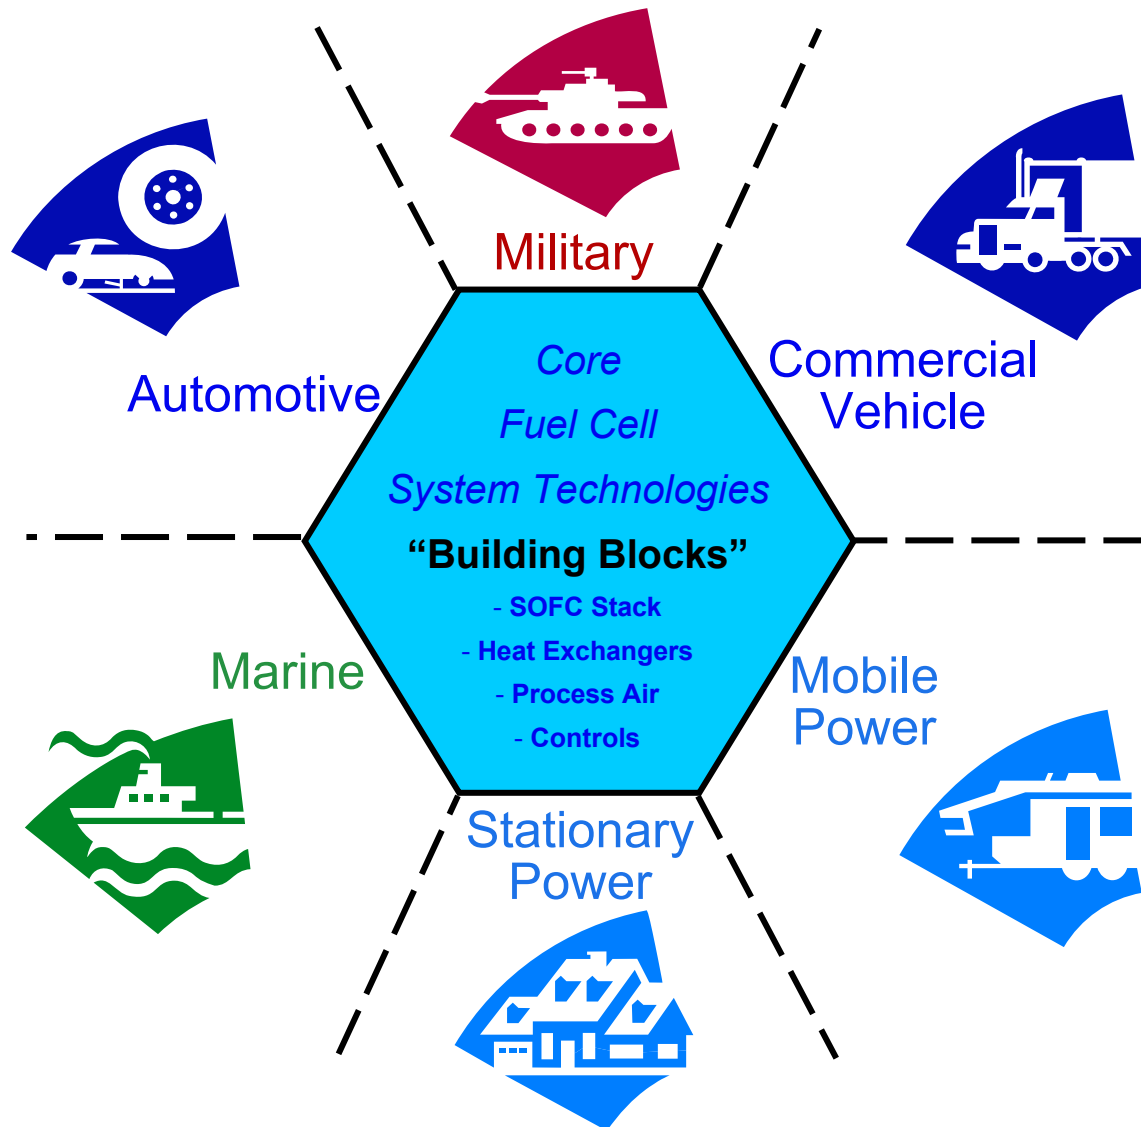 Military
Commercial
Vehicle
Automotive
Core
Fuel Cell
System Technologies
“Building Blocks”
- SOFC Stack
- Heat Exchangers
- Process Air
- Controls
Marine
Mobile
Power
Stationary
Power